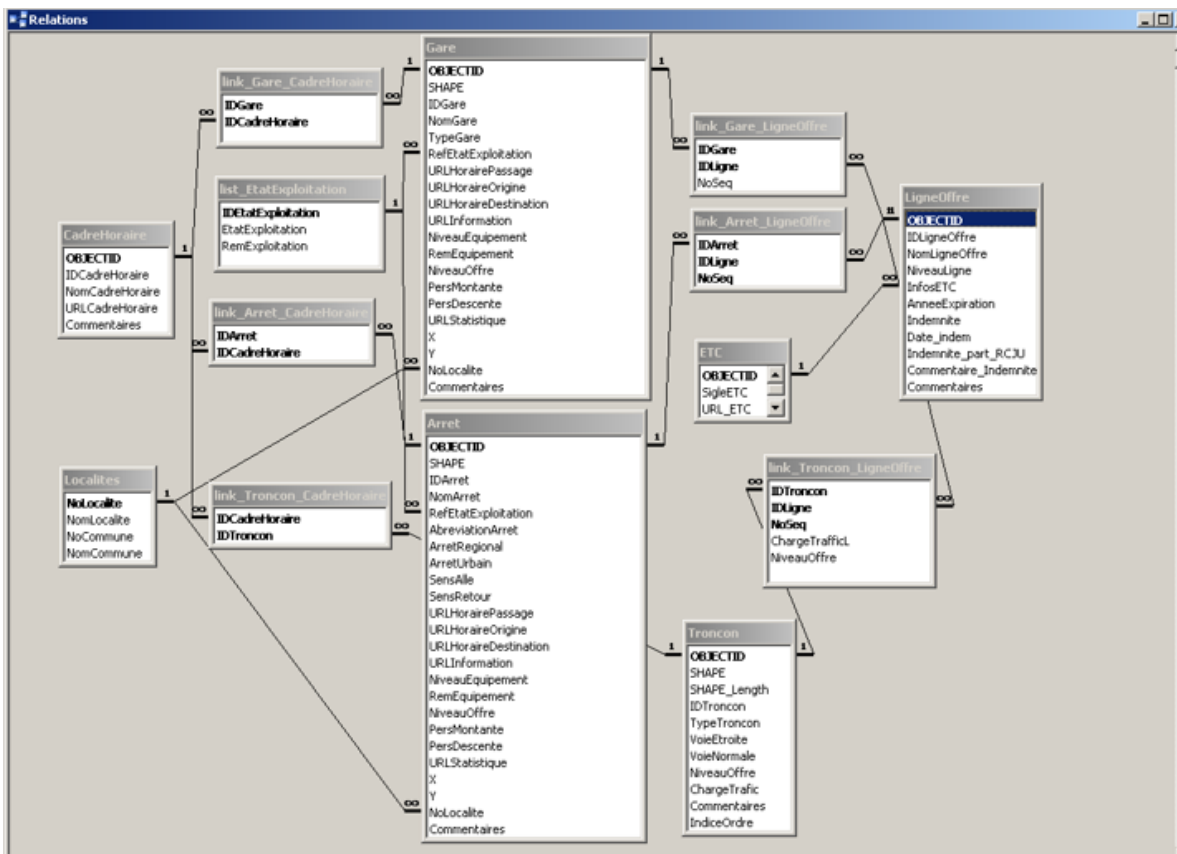 Relations
Gare
OBJECTID
SHAPE
IDGare
NomGare
TypeGare
RefEtatExploitation
URLHorairePassage
URLHoraireOrigine
URLHoraireDestination
URLInformation
NiveauEquipement
RemEquipement
NiveauOffre
PersMontante
PersDescente
URLStatistique
X
Y
NoLocalite
Commentaires
link_Gare_CadreHoraire
IDGare
IDCadreHoraire
list_EtatExploitation
IDEtatExploitation
EtatExploitation
RemExploitation
CadreHoraire
OBJECTID
IDCadreHoraire
NomCadreHoraire
URLCadreHoraire
Commentaires
link_Arret_CadreHoraire
IDArret
IDCadreHoraire
Localites
NoLocalite
NomLocalite
NoCommune
NomCommune
link_Troncon_CadreHoraire
IDCadreHoraire
IDTroncon
Arret
OBJECTID
SHAPE
IDArret
NomArret
RefEtatExploitation
AbreviationArret
ArretRegional
ArretUrbain
SensAlle
SensRetour
URLHorairePassage
URLHoraireOrigine
URLHoraireDestination
URLInformation
NiveauEquipement
RemEquipement
NiveauOffre
PersMontante
PersDescente
URLStatistique
X
Y
NoLocalite
Commentaires
link_Gare_LigneOffre
IDGare
IDLigne
NoSeq
link_Arret_LigneOffre
IDArret
IDLigne
NoSeq
LigneOffre
OBJECTID
IDLigneOffre
NomLigneOffre
NiveauLigne
InfosETC
AnneeExpiration
Indemnite
Date_indem
Indemnite_part_RCJU
Commentaire_Indemnite
Commentaires
ETC
OBJECTID
SigleETC
URL_ETC
link_Troncon_LigneOffre
IDTroncon
IDLigne
NoSeq
ChargeTrafficL
NiveauOffre
Troncon
OBJECTID
SHAPE
SHAPE_Length
IDTroncon
TypeTroncon
VoieEtroite
VoieNormale
NiveauOffre
ChargeTrafic
Commentaires
IndiceOrdre